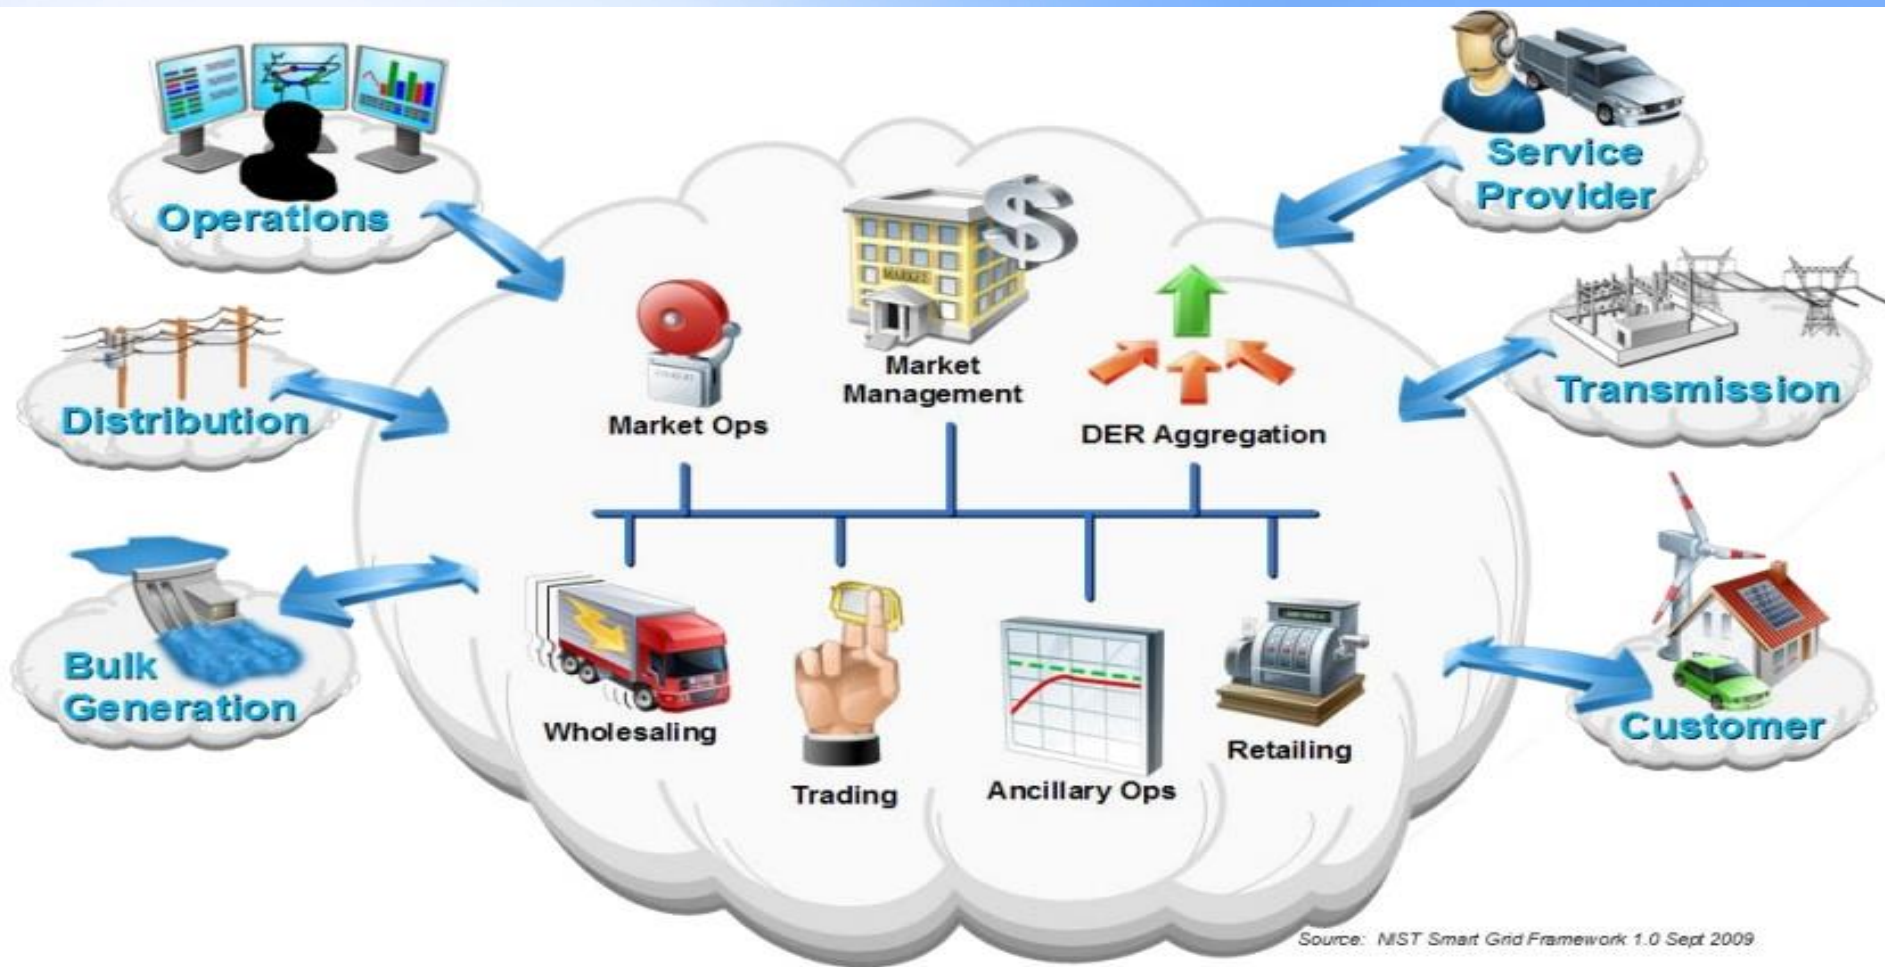 Operations
Service
Provider
MARKET
Market
Management
Market Ops
DER Aggregation
Distribution
Transmission
Bulk
Generation
Wholesaling
Trading
Ancillary Ops
Retailing
Customer
Source: NIST Smart Grid Framework 1.0 Sept 2009